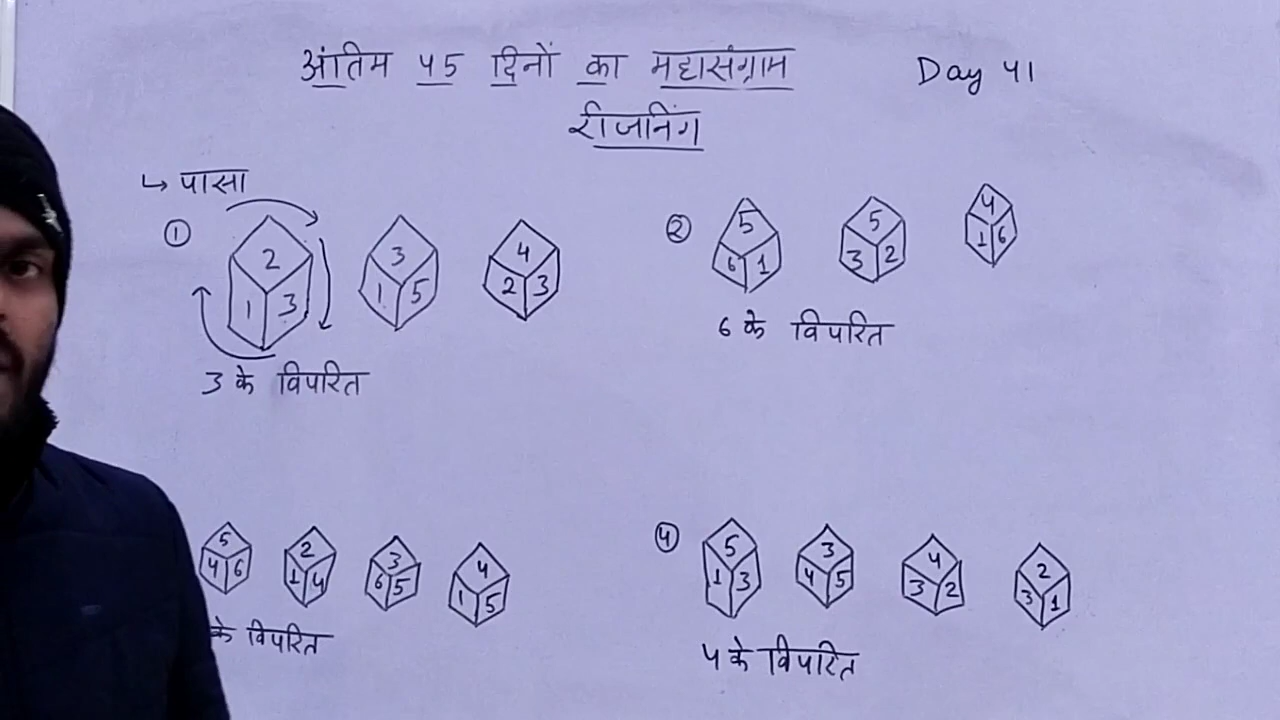 अंतिम 45 दिनों का महासंग्राम Day 41
रीजनिंग
↳ पासा
① 2 1 3 3 1 5 4 2 3
3 के विपरित
② 5 6 1 5 3 2 4 1 6
6 के विपरित
5 4 6 2 1 4 3 6 5 4 1 5
के विपरित
④ 5 1 3 3 4 5 4 3 2 2 3 1
4 के विपरित